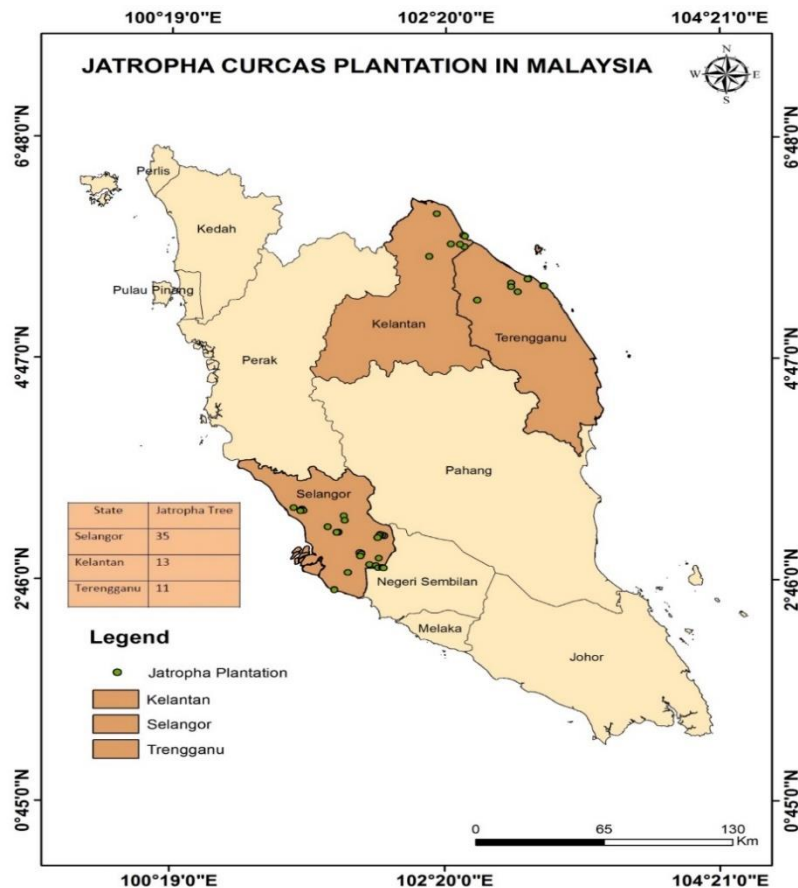 100°19'0"E 102°20'0"E 104°21'0"E
JATROPHA CURCAS PLANTATION IN MALAYSIA
N
W E
S
6°48'0"N 6°48'0"N
Perlis
Kedah
Pulau Pinang
Kelantan
Terengganu
4°47'0"N 4°47'0"N
Perak
Pahang
Selangor
State Jatropha Tree
Selangor 35
Kelantan 13
Terengganu 11
2°46'0"N 2°46'0"N
Negeri Sembilan
Melaka
Johor
Legend
Jatropha Plantation
Kelantan
Selangor
Trengganu
0°45'0"N 0°45'0"N
0 65 130
Km
100°19'0"E 102°20'0"E 104°21'0"E